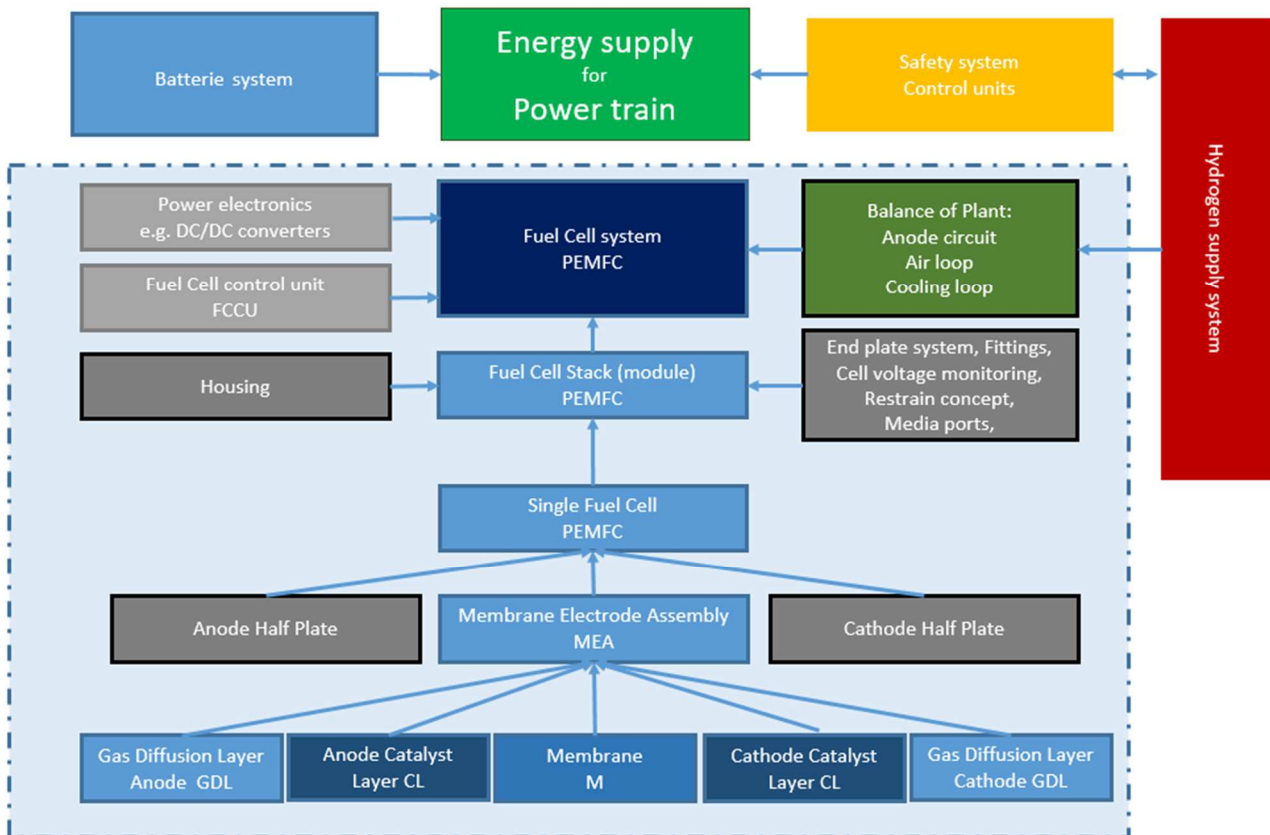 Batterie system
Energy supply
for
Power train
Safety system
Control units
Hydrogen supply system
Power electronics
e.g. DC/DC converters
Fuel Cell system
PEMFC
Balance of Plant:
Anode circuit
Air loop
Cooling loop
Fuel Cell control unit
FCCU
Housing
Fuel Cell Stack (module)
PEMFC
End plate system, Fittings,
Cell voltage monitoring,
Restrain concept,
Media ports,
Single Fuel Cell
PEMFC
Anode Half Plate
Membrane Electrode Assembly
MEA
Cathode Half Plate
Gas Diffusion Layer
Anode GDL
Anode Catalyst
Layer CL
Membrane
M
Cathode Catalyst
Layer CL
Gas Diffusion Layer
Cathode GDL